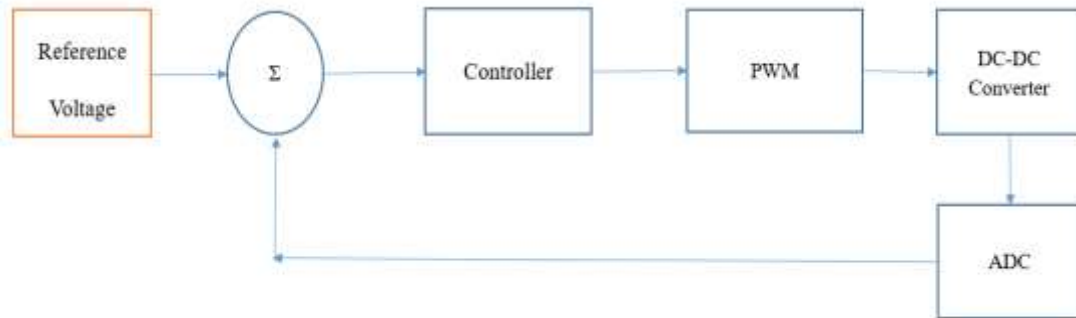 Reference
Voltage
Σ
Controller
PWM
DC-DC
Converter
ADC